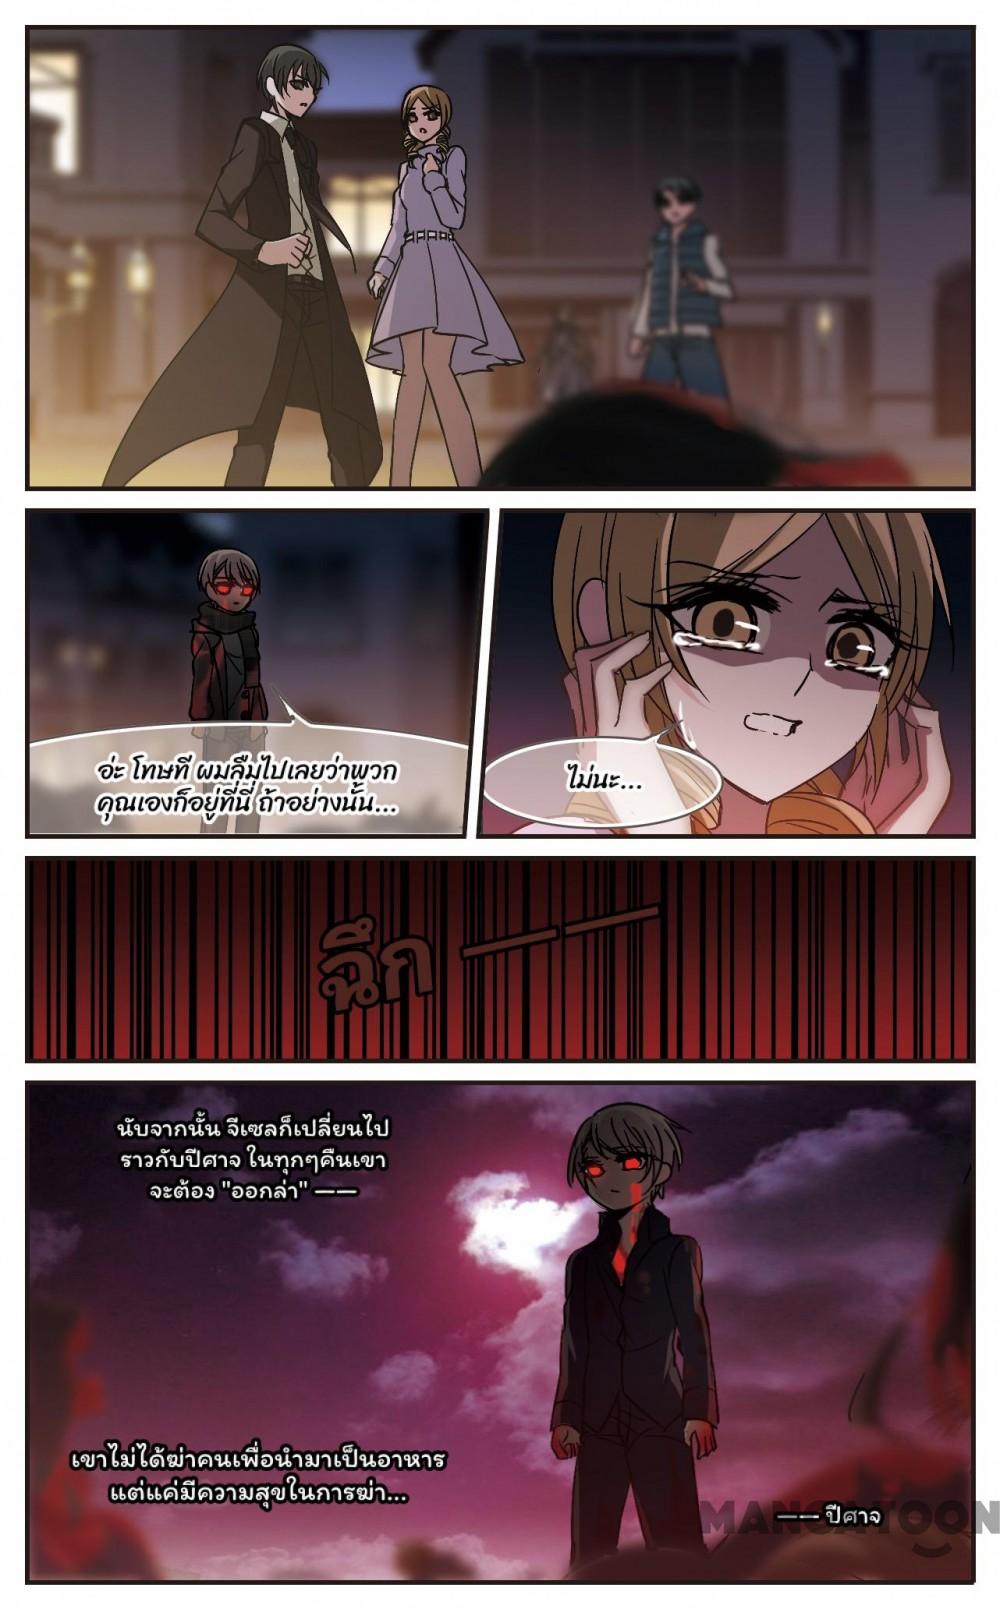 อ่ะ โทษที ผมลืมไปเลยว่าพวก
คุณเองก็อยู่ที่นี่ ถ้าอย่างนั้น...
ไม่นะ...
ฉึก ——
นับจากนั้น จีเซลก็เปลี่ยนไป
ราวกับปีศาจ ในทุกๆคืนเขา
จะต้อง "ออกล่า" ——
เขาไม่ได้ฆ่าคนเพื่อนำมาเป็นอาหาร
แต่แค่มีความสุขในการฆ่า...
—— ปีศาจ
MANGATOON